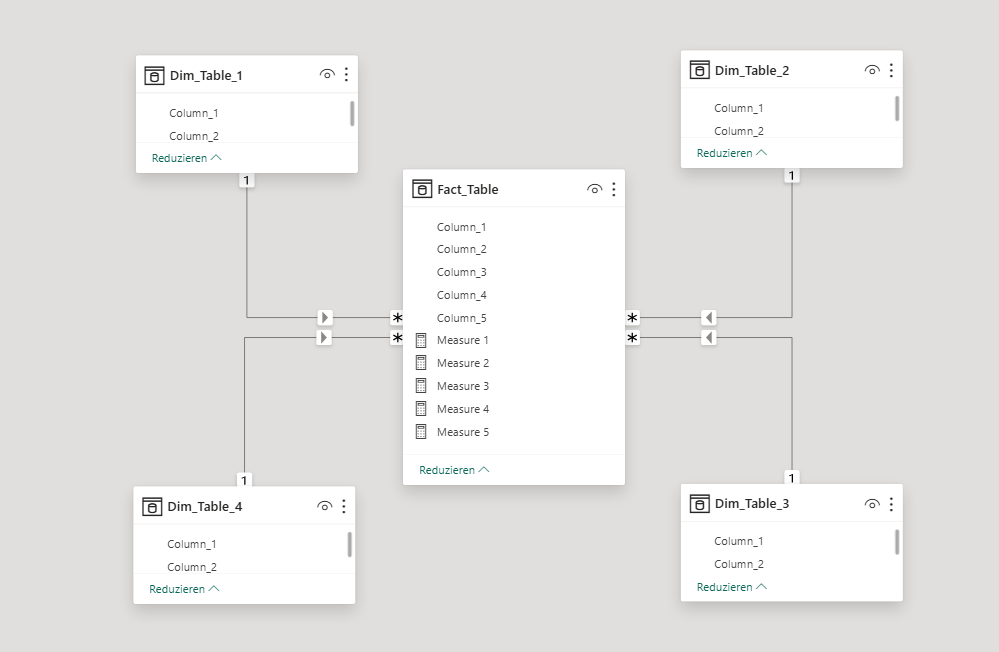 Dim_Table_1
Column_1
Column_2
Reduzieren
1
Dim_Table_2
Column_1
Column_2
Reduzieren
1
Fact_Table
Column_1
Column_2
Column_3
Column_4
Column_5
Measure 1
Measure 2
Measure 3
Measure 4
Measure 5
Reduzieren
*
*
*
*
1
Dim_Table_4
Column_1
Column_2
Reduzieren
1
Dim_Table_3
Column_1
Column_2
Reduzieren